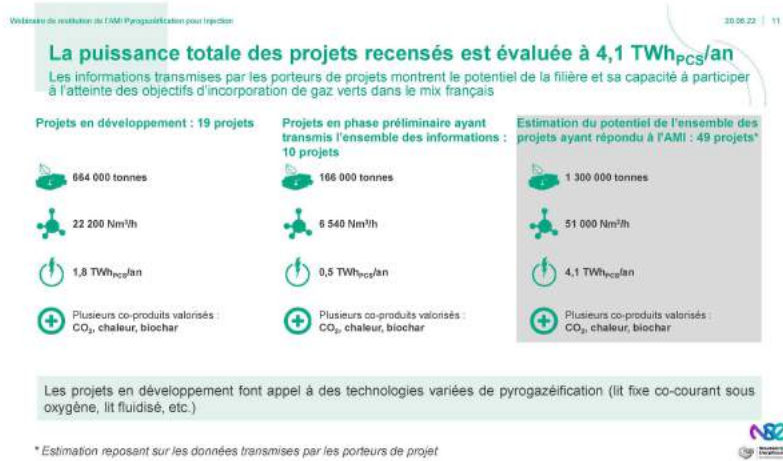 Webinaire de restitution de l'AMI Pyrogazéification pour Injection
20.06.22 | 11
La puissance totale des projets recensés est évaluée à 4,1 TWhPCS/an
Les informations transmises par les porteurs de projets montrent le potentiel de la filière et sa capacité à participer
à l'atteinte des objectifs d'incorporation de gaz verts dans le mix français
Projets en développement : 19 projets
664 000 tonnes
22 200 Nm³/h
1,8 TWhPCS/an
Plusieurs co-produits valorisés :
CO₂, chaleur, biochar
Projets en phase préliminaire ayant
transmis l'ensemble des informations :
10 projets
166 000 tonnes
6 540 Nm³/h
0,5 TWhPCS/an
Plusieurs co-produits valorisés :
CO₂, chaleur, biochar
Estimation du potentiel de l'ensemble des
projets ayant répondu à l'AMI : 49 projets*
1 300 000 tonnes
51 000 Nm³/h
4,1 TWhPCS/an
Plusieurs co-produits valorisés :
CO₂, chaleur, biochar
Les projets en développement font appel à des technologies variées de pyrogazéification (lit fixe co-courant sous
oxygène, lit fluidisé, etc.)
* Estimation reposant sur les données transmises par les porteurs de projet